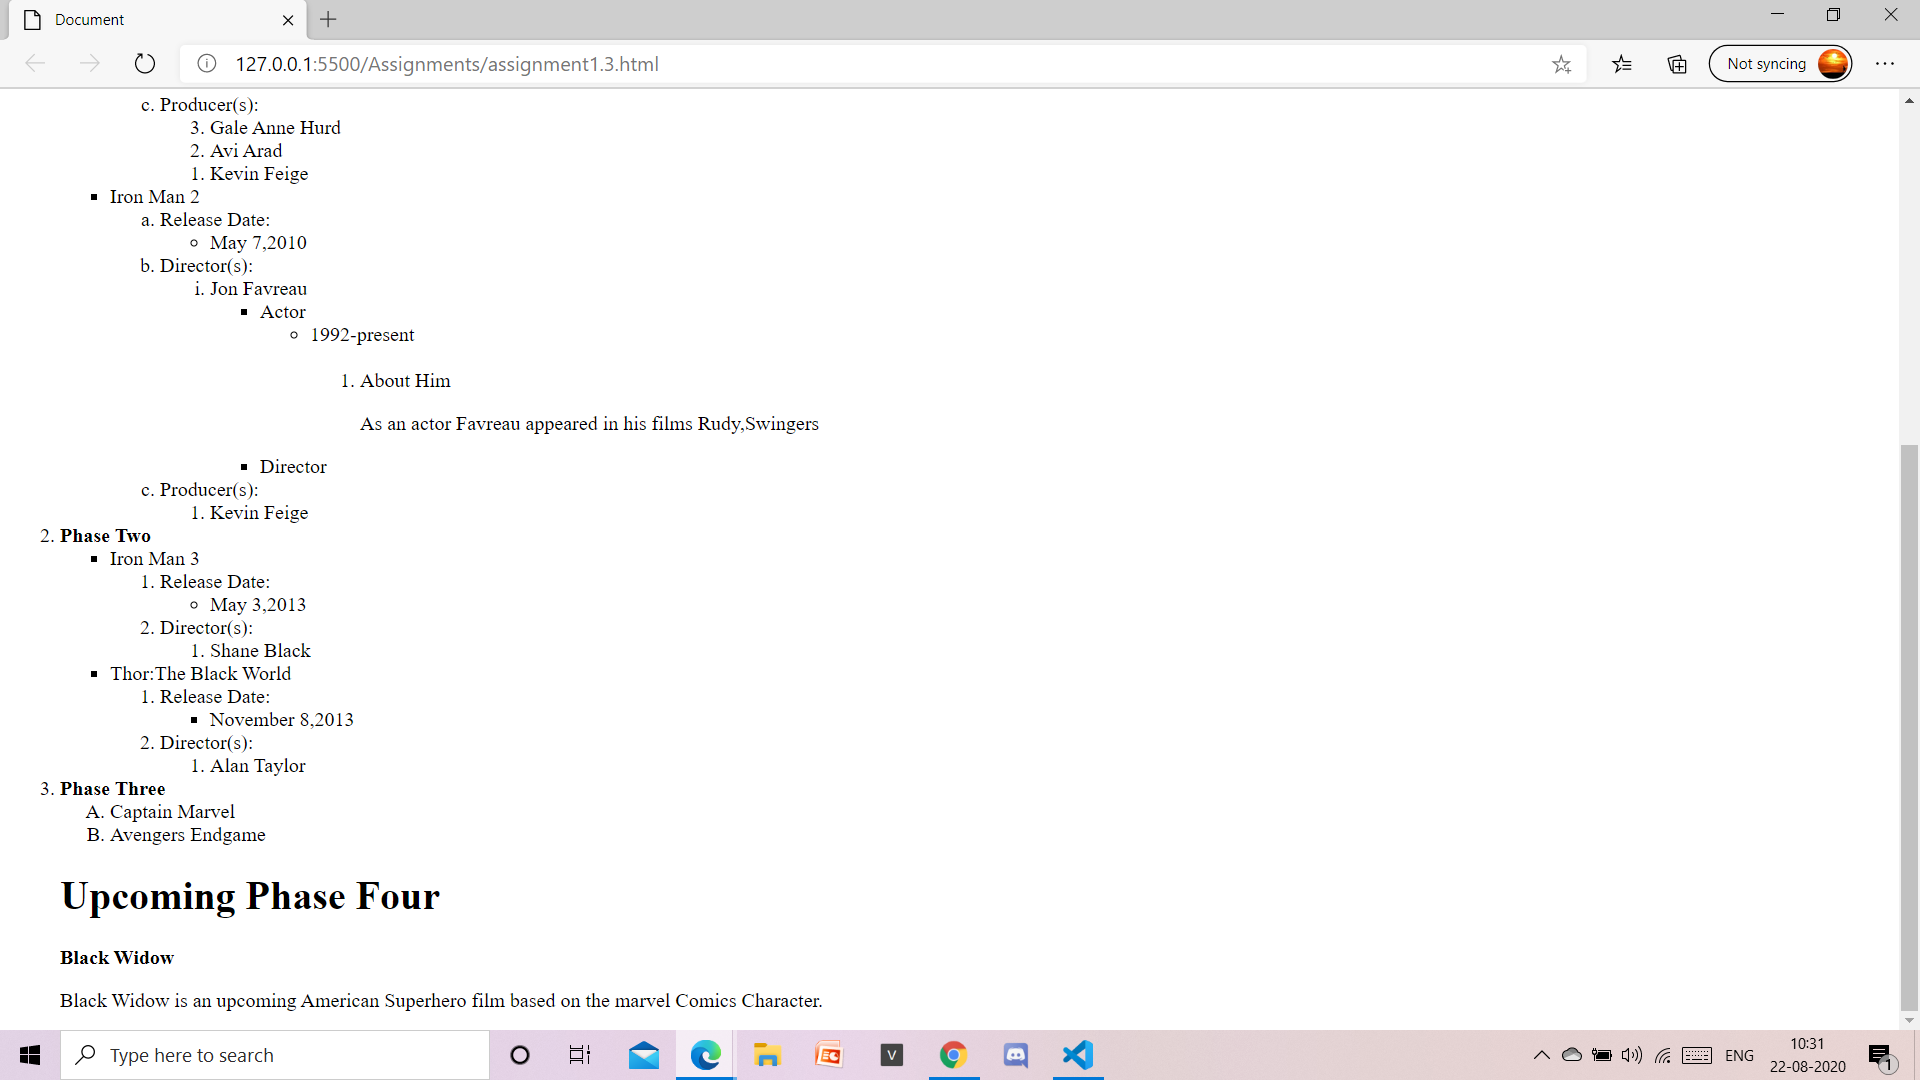 Document
127.0.0.1:5500/Assignments/assignment1.3.html
Not syncing
c. Producer(s):
3. Gale Anne Hurd
2. Avi Arad
1. Kevin Feige
Iron Man 2
a. Release Date:
May 7,2010
b. Director(s):
i. Jon Favreau
Actor
1992-present
1. About Him
As an actor Favreau appeared in his films Rudy,Swingers
Director
c. Producer(s):
1. Kevin Feige
2. Phase Two
Iron Man 3
1. Release Date:
May 3,2013
2. Director(s):
1. Shane Black
Thor:The Black World
1. Release Date:
November 8,2013
2. Director(s):
1. Alan Taylor
3. Phase Three
A. Captain Marvel
B. Avengers Endgame
Upcoming Phase Four
Black Widow
Black Widow is an upcoming American Superhero film based on the marvel Comics Character.
Type here to search
V
ENG
10:31
22-08-2020
1